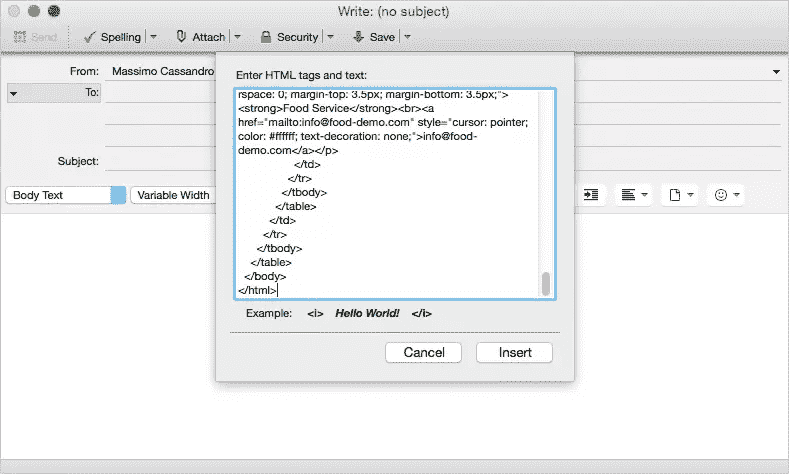 Write: (no subject)
Send Spelling Attach Security Save
From: Massimo Cassandro
Enter HTML tags and text:
To:
rspace: 0; margin-top: 3.5px; margin-bottom: 3.5px;">
<strong>Food Service</strong><br><a
href="mailto:info@food-demo.com" style="cursor: pointer;
color: #ffffff; text-decoration: none;">info@food-
demo.com</a></p>
</td>
</tr>
</tbody>
</table>
</td>
</tr>
</tbody>
</table>
</body>
</html>
Subject:
Body Text Variable Width
Example: <i> Hello World! </i>
Cancel Insert